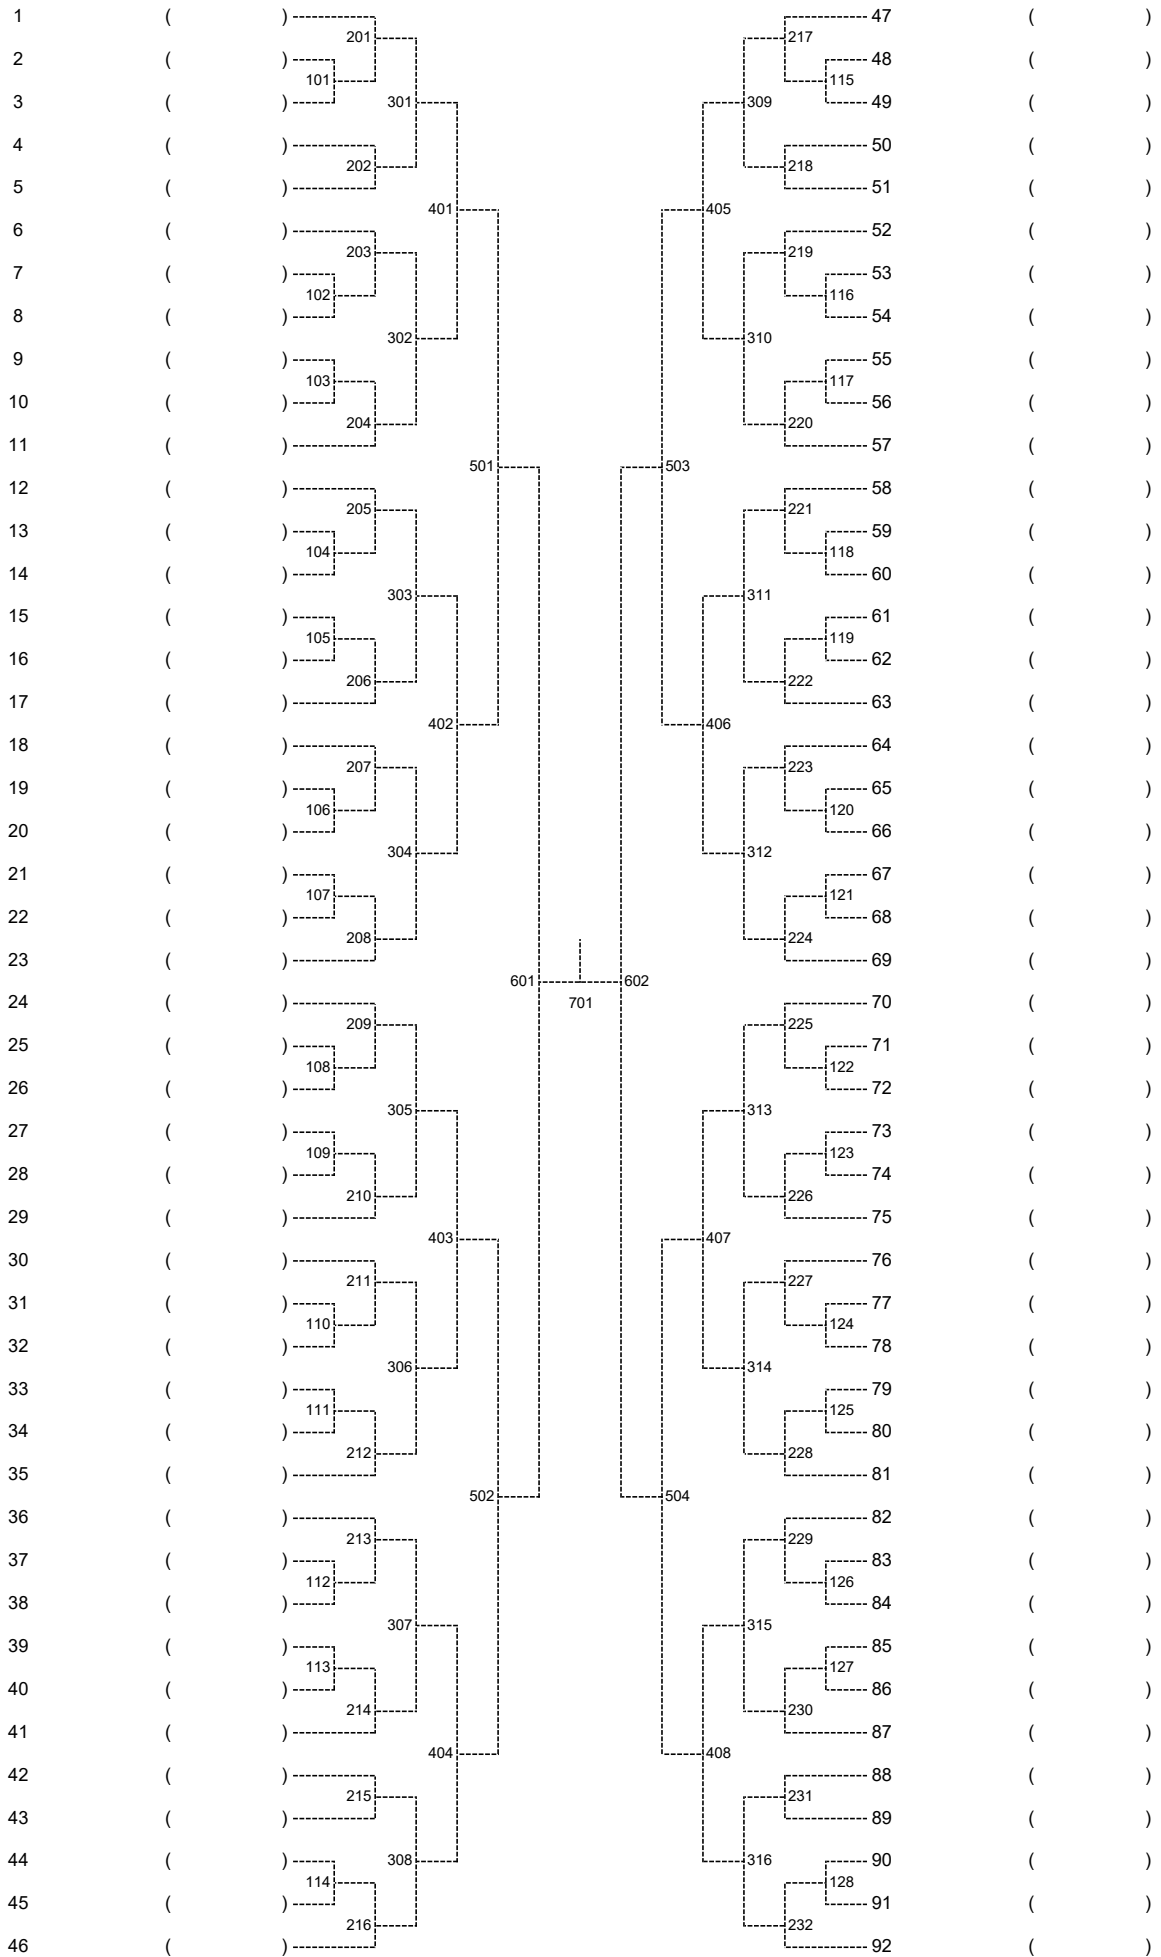 1 ( ) 47 ( )
201 217
2 ( ) 48 ( )
101 115
3 ( ) 301 309 49 ( )
4 ( ) 50 ( )
202 218
5 ( ) 51 ( )
401 405
6 ( ) 52 ( )
203 219
7 ( ) 53 ( )
102 116
8 ( ) 54 ( )
302 310
9 ( ) 55 ( )
103 117
10 ( ) 56 ( )
204 220
11 ( ) 57 ( )
501 503
12 ( ) 58 ( )
205 221
13 ( ) 59 ( )
104 118
14 ( ) 60 ( )
303 311
15 ( ) 61 ( )
105 119
16 ( ) 62 ( )
206 222
17 ( ) 63 ( )
402 406
18 ( ) 64 ( )
207 223
19 ( ) 65 ( )
106 120
20 ( ) 66 ( )
304 312
21 ( ) 67 ( )
107 121
22 ( ) 68 ( )
208 224
23 ( ) 69 ( )
601 602
24 ( ) 701 70 ( )
209 225
25 ( ) 71 ( )
108 122
26 ( ) 72 ( )
305 313
27 ( ) 73 ( )
109 123
28 ( ) 74 ( )
210 226
29 ( ) 75 ( )
403 407
30 ( ) 76 ( )
211 227
31 ( ) 77 ( )
110 124
32 ( ) 78 ( )
306 314
33 ( ) 79 ( )
111 125
34 ( ) 80 ( )
212 228
35 ( ) 81 ( )
502 504
36 ( ) 82 ( )
213 229
37 ( ) 83 ( )
112 126
38 ( ) 84 ( )
307 315
39 ( ) 85 ( )
113 127
40 ( ) 86 ( )
214 230
41 ( ) 87 ( )
404 408
42 ( ) 88 ( )
215 231
43 ( ) 89 ( )
44 ( ) 308 316 90 ( )
114 128
45 ( ) 91 ( )
216 232
46 ( ) 92 ( )